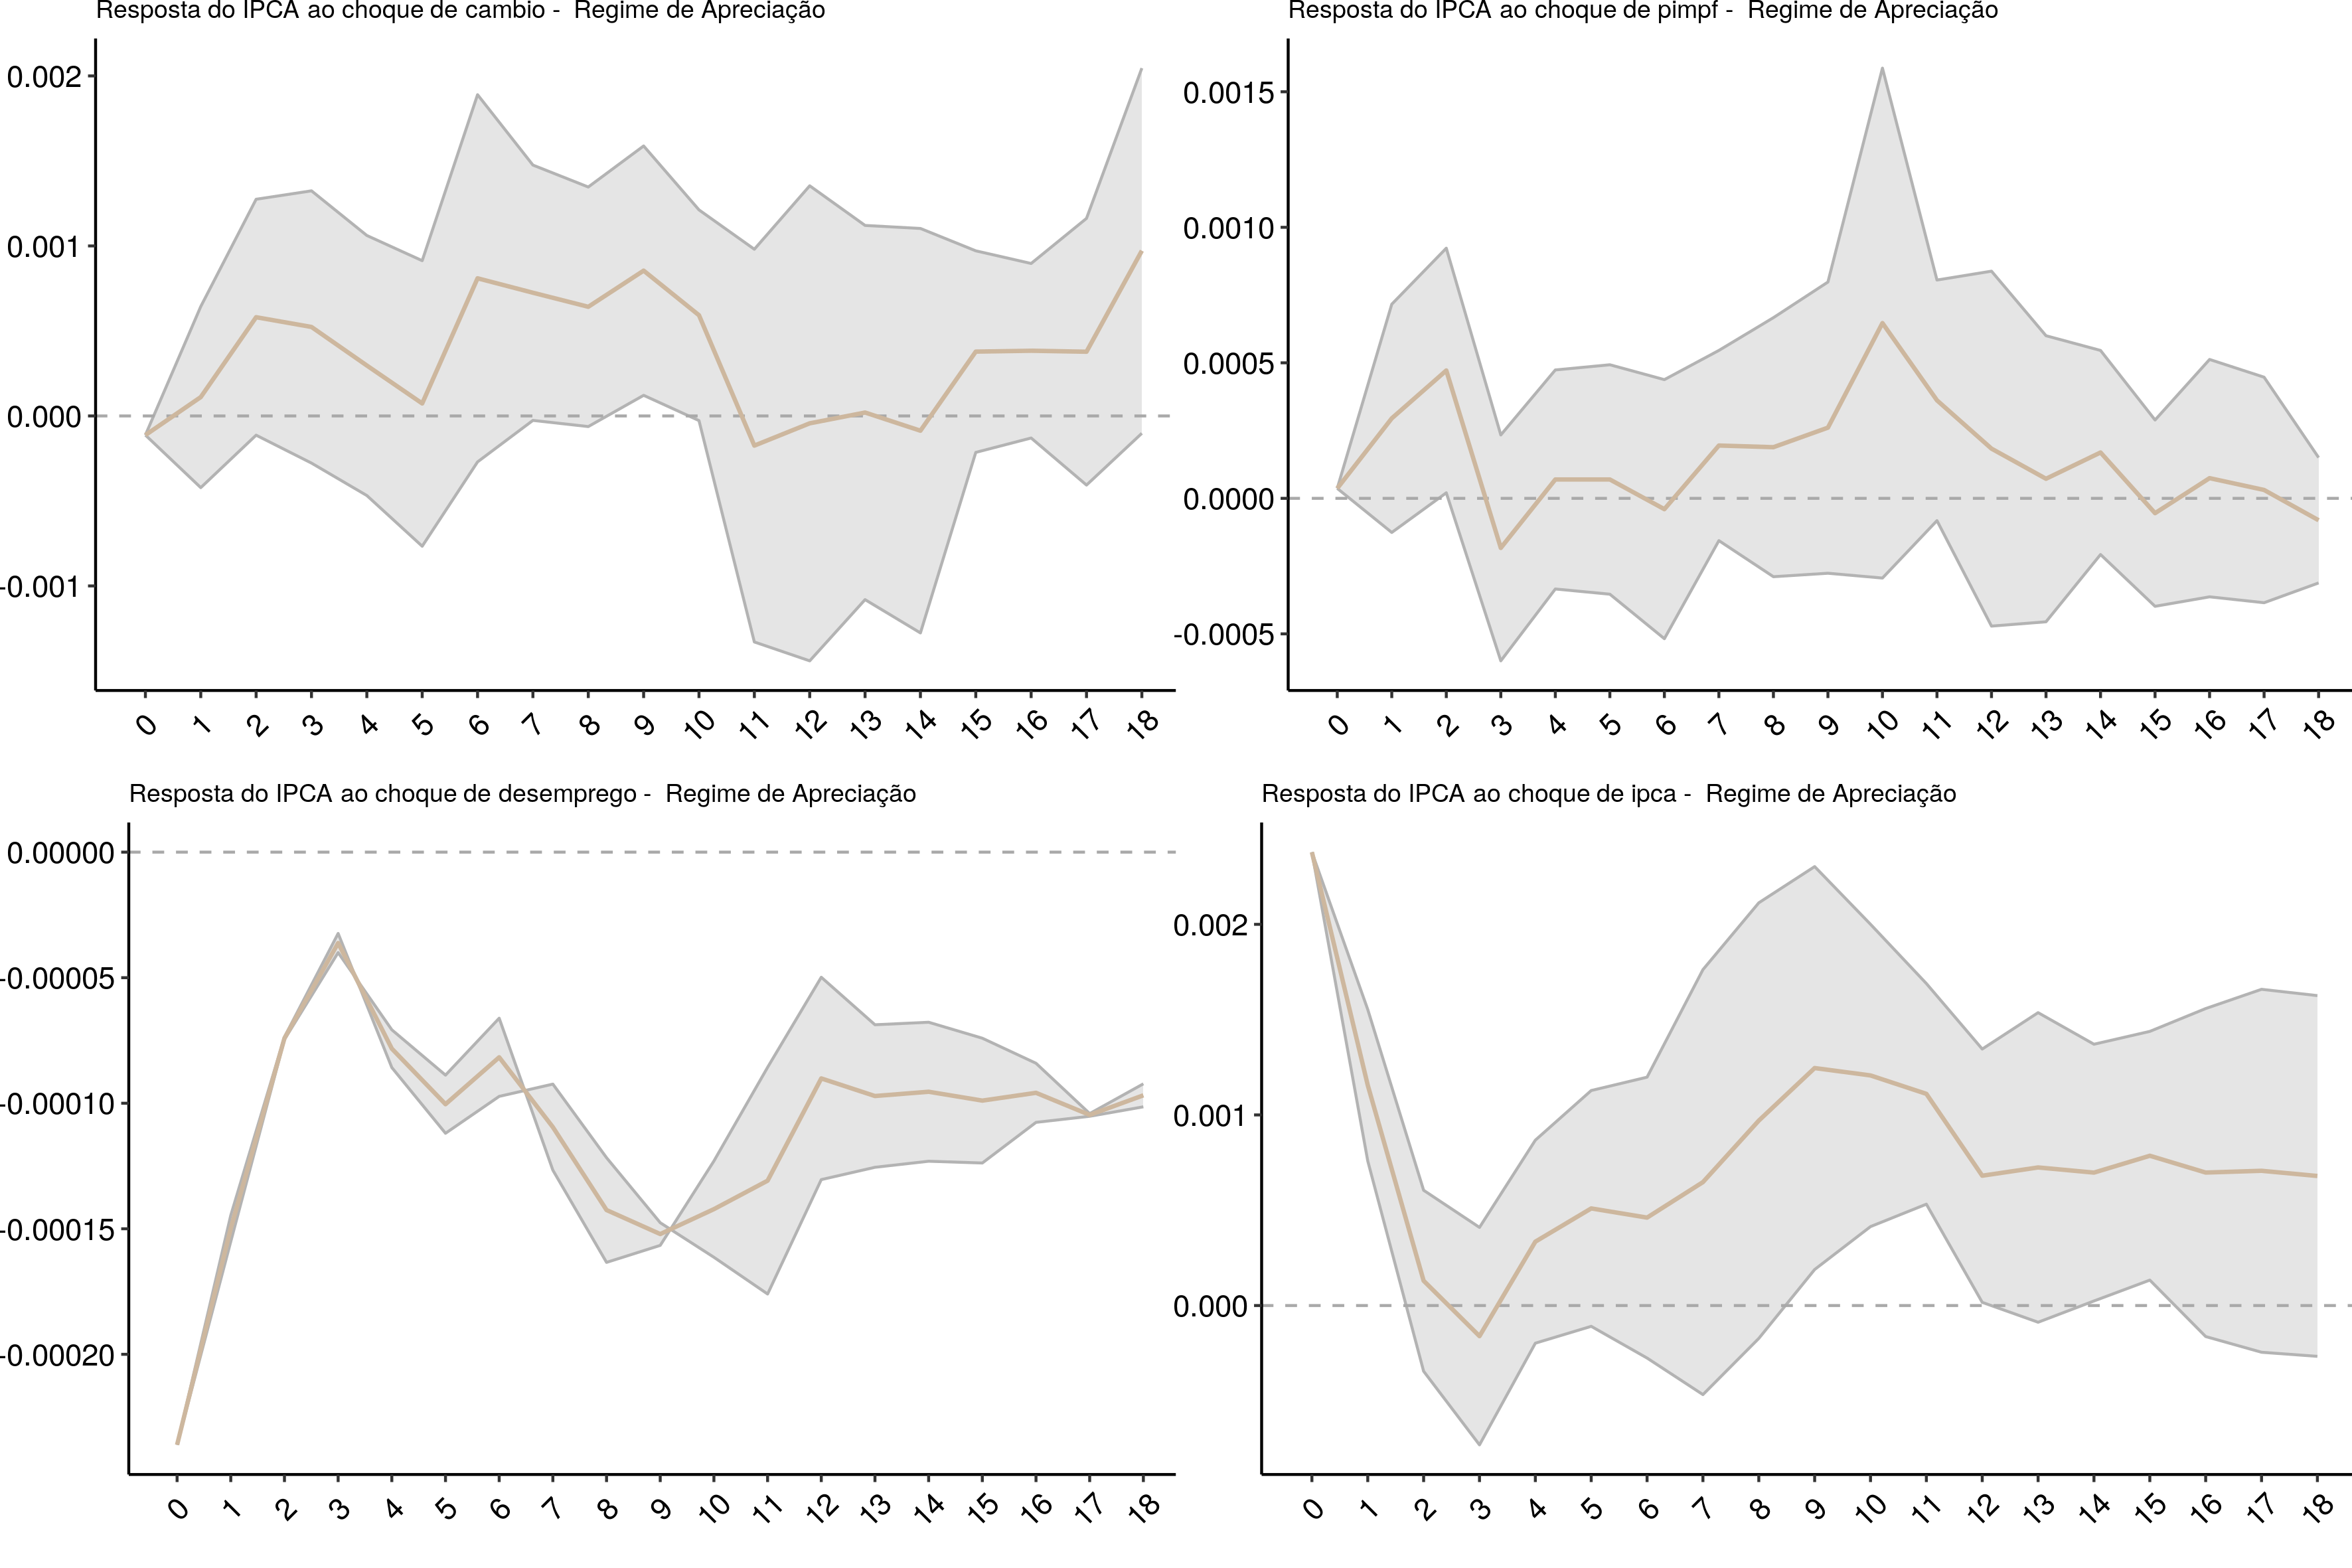 Resposta do IPCA ao choque de cambio -  Regime de Apreciação
0.002
0.001
0.000
-0.001
0 1 2 3 4 5 6 7 8 9 10 11 12 13 14 15 16 17 18
Resposta do IPCA ao choque de pimpf -  Regime de Apreciação
0.0015
0.0010
0.0005
0.0000
-0.0005
0 1 2 3 4 5 6 7 8 9 10 11 12 13 14 15 16 17 18
Resposta do IPCA ao choque de desemprego -  Regime de Apreciação
0.00000
-0.00005
-0.00010
-0.00015
-0.00020
0 1 2 3 4 5 6 7 8 9 10 11 12 13 14 15 16 17 18
Resposta do IPCA ao choque de ipca -  Regime de Apreciação
0.002
0.001
0.000
0 1 2 3 4 5 6 7 8 9 10 11 12 13 14 15 16 17 18